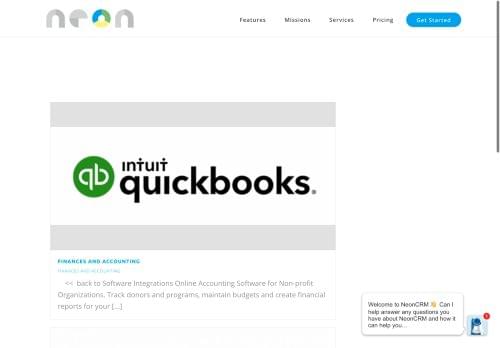 neon
Features
Missions
Services
Pricing
Get Started
qb
intuit
quickbooks.
FINANCES AND ACCOUNTING
FINANCES AND ACCOUNTING
<< back to Software Integrations Online Accounting Software for Non-profit
Organizations. Track donors and programs, maintain budgets and create financial
reports for your [...]
Welcome to NeonCRM 👋 Can I
help answer any questions you
have about NeonCRM and how it
can help you...
1